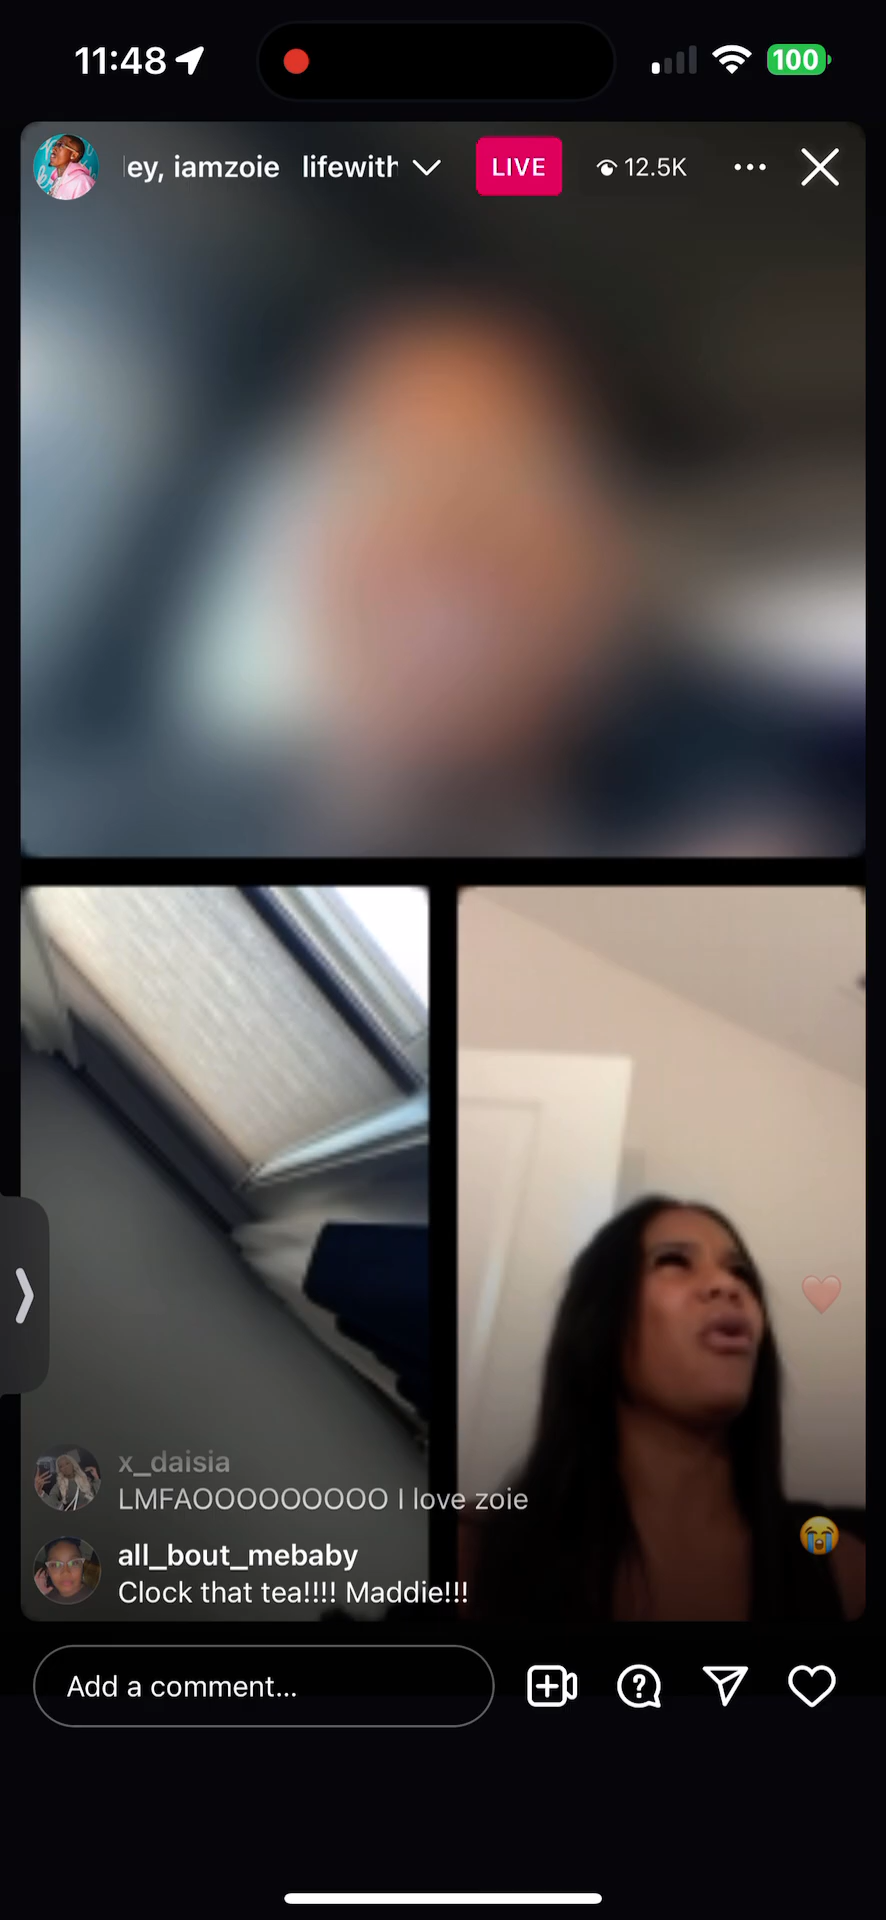 11:48
100
ey, iamzoie lifewith
LIVE
12.5K
x_daisia
LMFAOOOOOOOOO I love zoie
all_bout_mebaby
Clock that tea!!!! Maddie!!!
Add a comment...